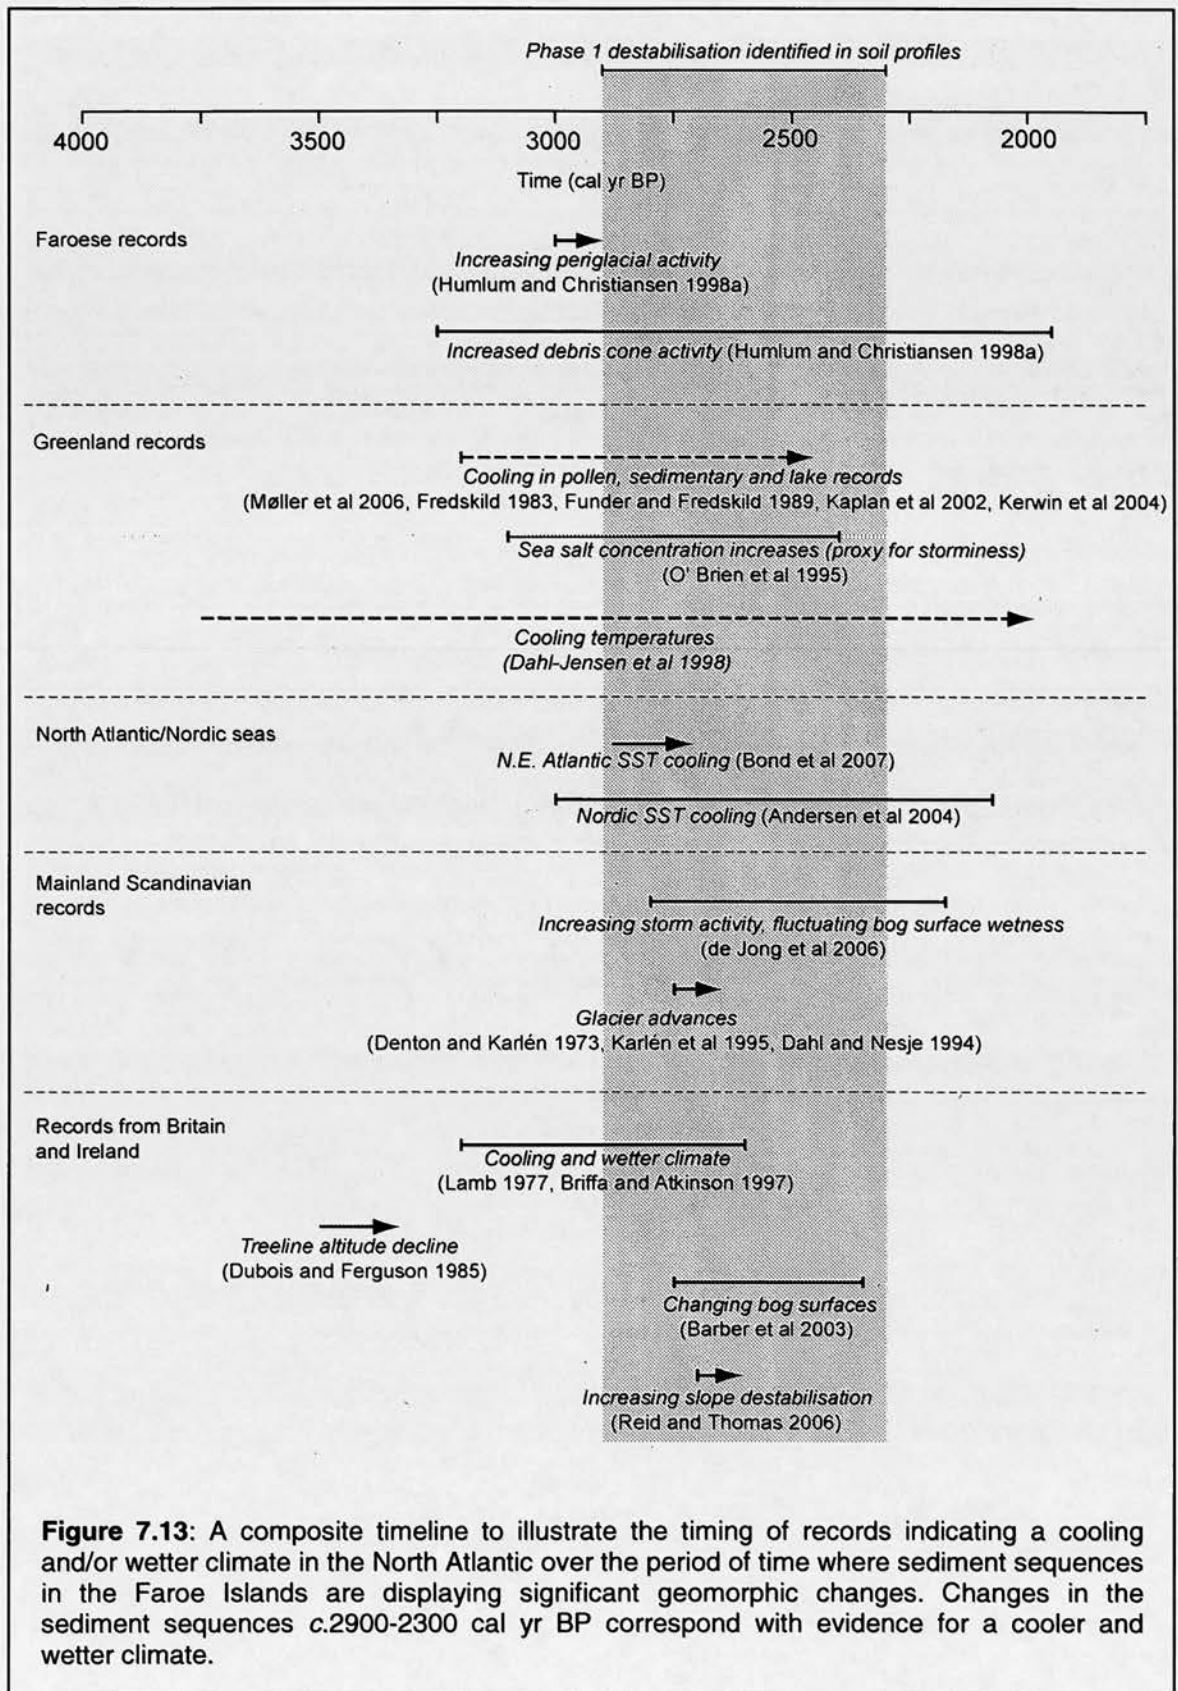 Phase 1 destabilisation identified in soil profiles
4000 3500 3000 2500 2000
Time (cal yr BP)
Faroese records
Increasing periglacial activity
(Humlum and Christiansen 1998a)
Increased debris cone activity (Humlum and Christiansen 1998a)
Greenland records
Cooling in pollen, sedimentary and lake records
(Møller et al 2006, Fredskild 1983, Funder and Fredskild 1989, Kaplan et al 2002, Kerwin et al 2004)
Sea salt concentration increases (proxy for storminess)
(O' Brien et al 1995)
Cooling temperatures
(Dahl-Jensen et al 1998)
North Atlantic/Nordic seas
N.E. Atlantic SST cooling (Bond et al 2007)
Nordic SST cooling (Andersen et al 2004)
Mainland Scandinavian
records
Increasing storm activity, fluctuating bog surface wetness
(de Jong et al 2006)
Glacier advances
(Denton and Karlén 1973, Karlén et al 1995, Dahl and Nesje 1994)
Records from Britain
and Ireland
Cooling and wetter climate
(Lamb 1977, Briffa and Atkinson 1997)
Treeline altitude decline
(Dubois and Ferguson 1985)
Changing bog surfaces
(Barber et al 2003)
Increasing slope destabilisation
(Reid and Thomas 2006)
Figure 7.13: A composite timeline to illustrate the timing of records indicating a cooling
and/or wetter climate in the North Atlantic over the period of time where sediment sequences
in the Faroe Islands are displaying significant geomorphic changes. Changes in the
sediment sequences c.2900-2300 cal yr BP correspond with evidence for a cooler and
wetter climate.